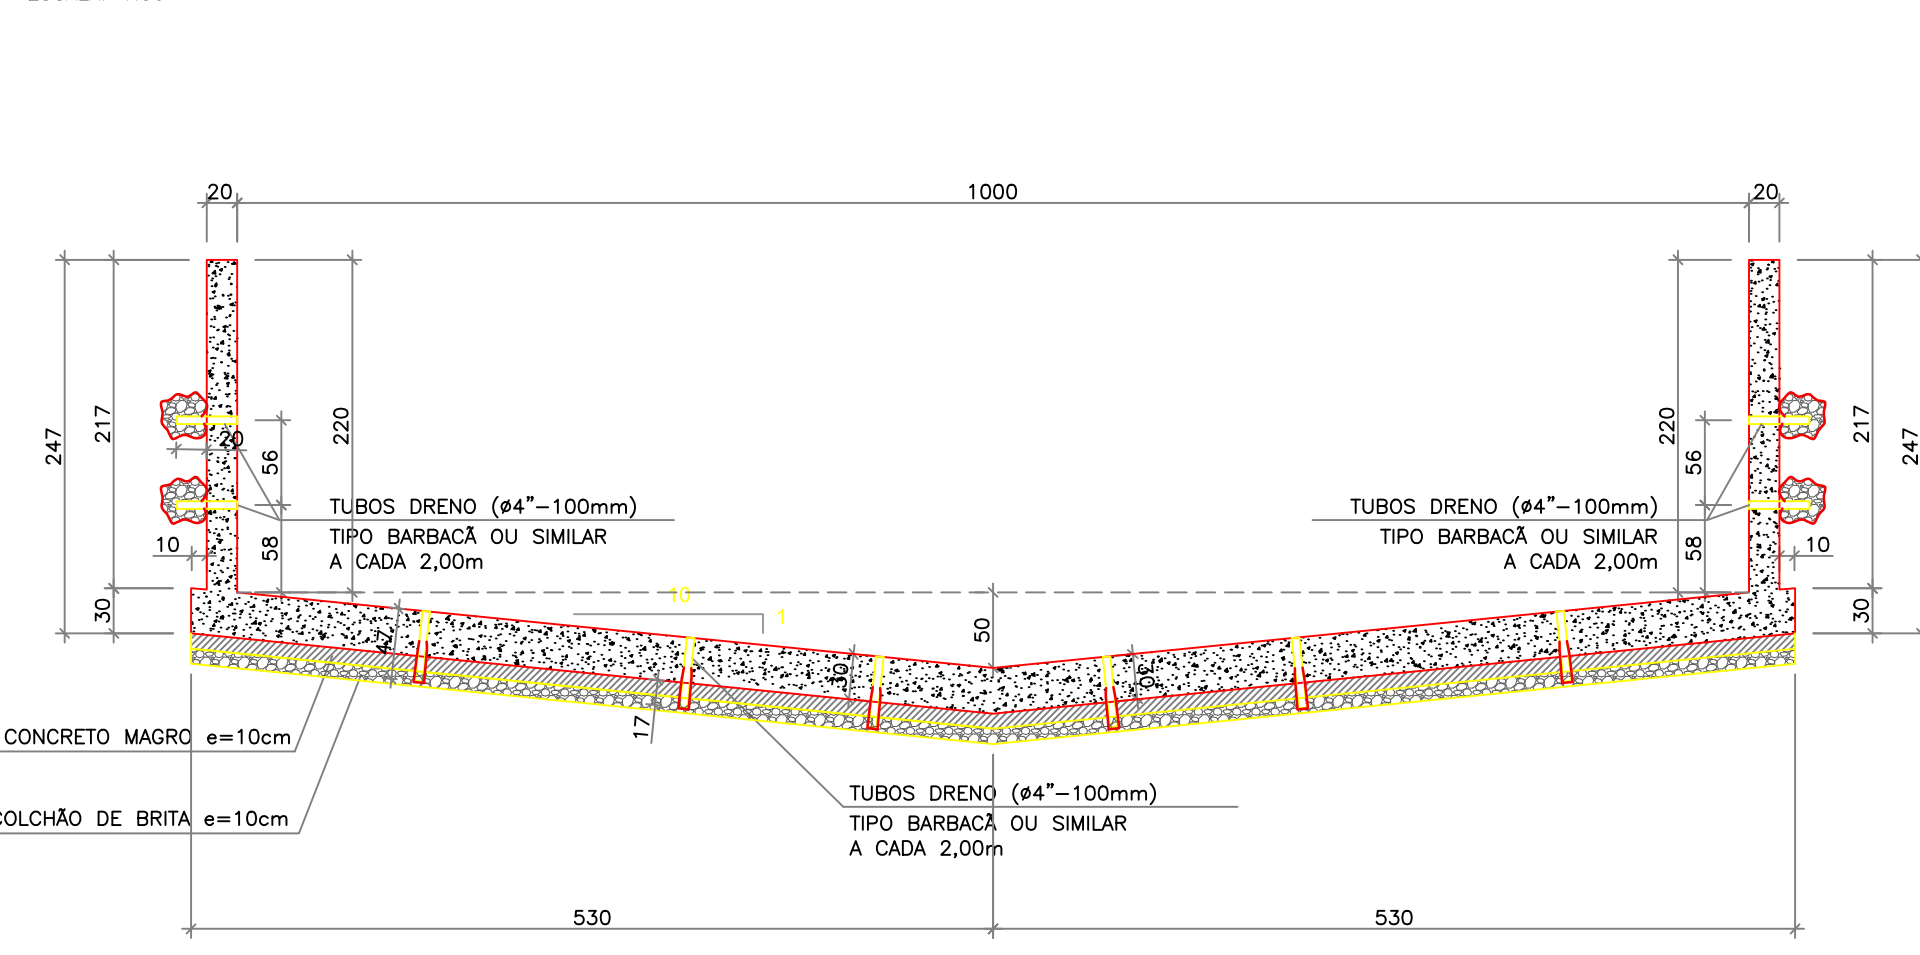 20
1000
20
247
217
220
20
56
58
10
30
TUBOS DRENO (ø4"-100mm)
TIPO BARBACÃ OU SIMILAR
A CADA 2,00m
220
217
247
56
58
10
30
TUBOS DRENO (ø4"-100mm)
TIPO BARBACÃ OU SIMILAR
A CADA 2,00m
10
1
50
47
30
30
17
CONCRETO MAGRO e=10cm
COLCHÃO DE BRITA e=10cm
TUBOS DRENO (ø4"-100mm)
TIPO BARBACÃ OU SIMILAR
A CADA 2,00m
530
530